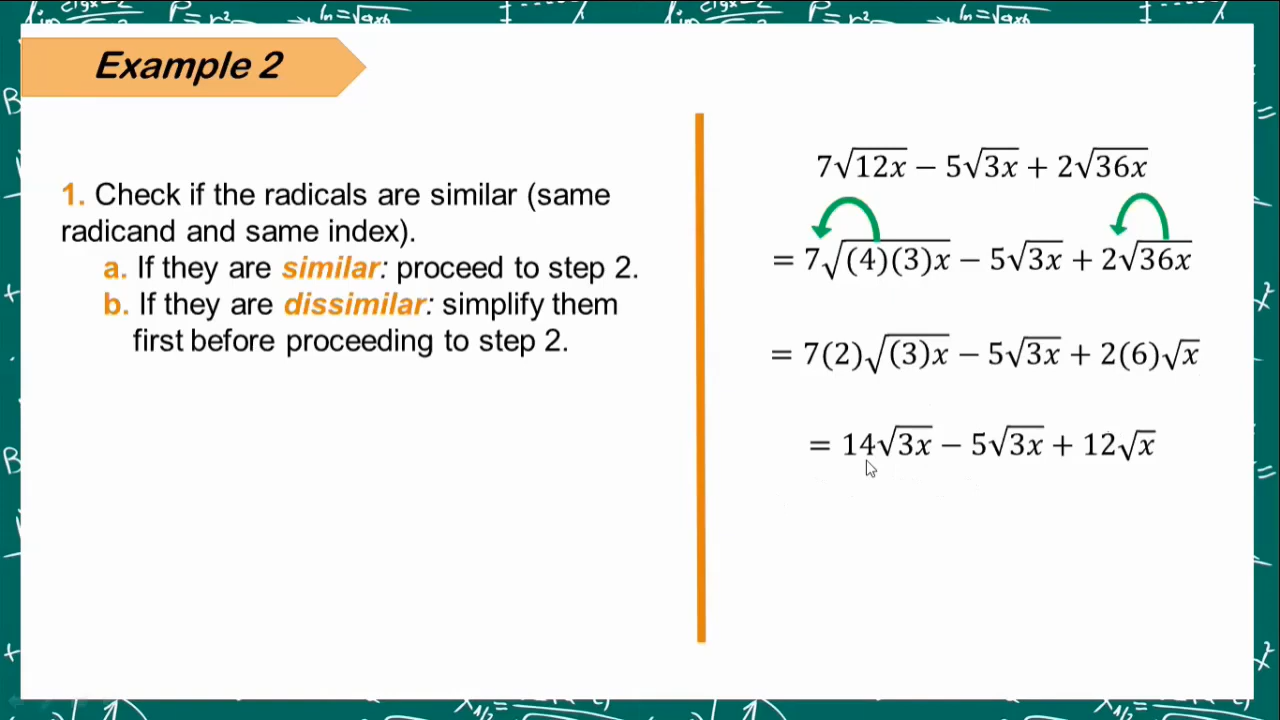 Example 2
1. Check if the radicals are similar (same
radicand and same index).
a. If they are similar: proceed to step 2.
b. If they are dissimilar: simplify them
first before proceeding to step 2.
7√12x − 5√3x + 2√36x
= 7√(4)(3)x − 5√3x + 2√36x
= 7(2)√(3)x − 5√3x + 2(6)√x
= 14√3x − 5√3x + 12√x